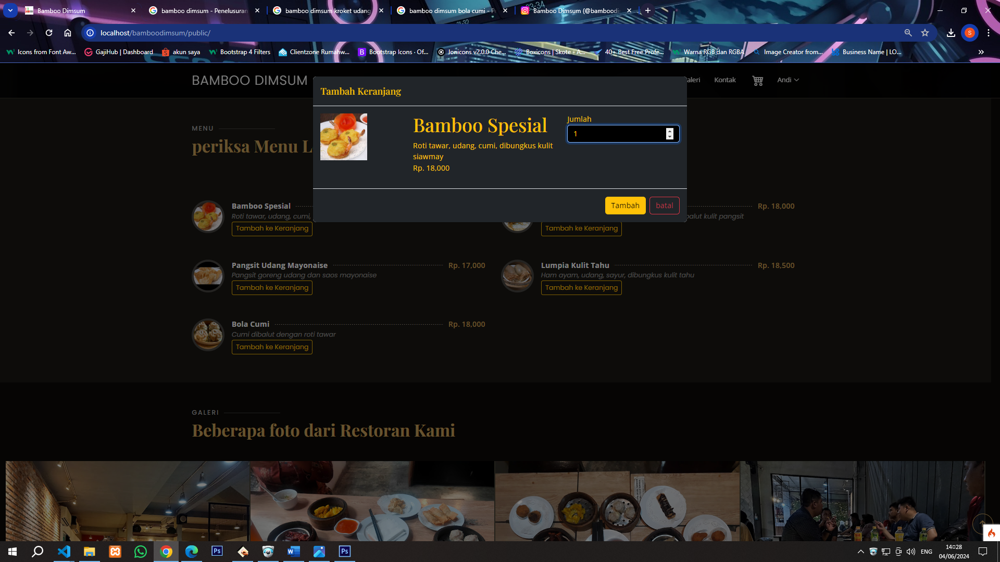 Bamboo Dimsum
bamboo dimsum - Penelusuran
bamboo dimsum kroket udang
bamboo dimsum bola cumi - P
Bamboo Dimsum (@bamboodi
localhost/bamboodimsum/public/
S
Icons from Font Aw...
GajiHub | Dashboard
akun saya
Bootstrap 4 Filters
Clientzone Rumahw...
B
Bootstrap Icons · Of...
Ionicons v2.0.0 Che...
Boxicons | Skote - A...
40+ Best Free Profe...
Warna RGB dan RGBA
Image Creator from...
Business Name | LO...
BAMBOO DIMSUM
aleri
Kontak
Andi
Tambah Keranjang
Bamboo Spesial
Roti tawar, udang, cumi, dibungkus kulit
siawmay
Rp. 18,000
Jumlah
1
Tambah
batal
MENU
periksa Menu L
Bamboo Spesial
Roti tawar, udang, cumi,
Tambah ke Keranjang
Rp. 18,000
balut kulit pangsit
Tambah ke Keranjang
Pangsit Udang Mayonaise
Rp. 17,000
Pangsit goreng udang dan saos mayonaise
Tambah ke Keranjang
Lumpia Kulit Tahu
Rp. 18,500
Ham ayam, udang, sayur, dibungkus kulit tahu
Tambah ke Keranjang
Bola Cumi
Rp. 18,000
Cumi dibalut dengan roti tawar
Tambah ke Keranjang
GALERI
Beberapa foto dari Restoran Kami
Ps
W
Ps
ENG
14:28
04/06/2024